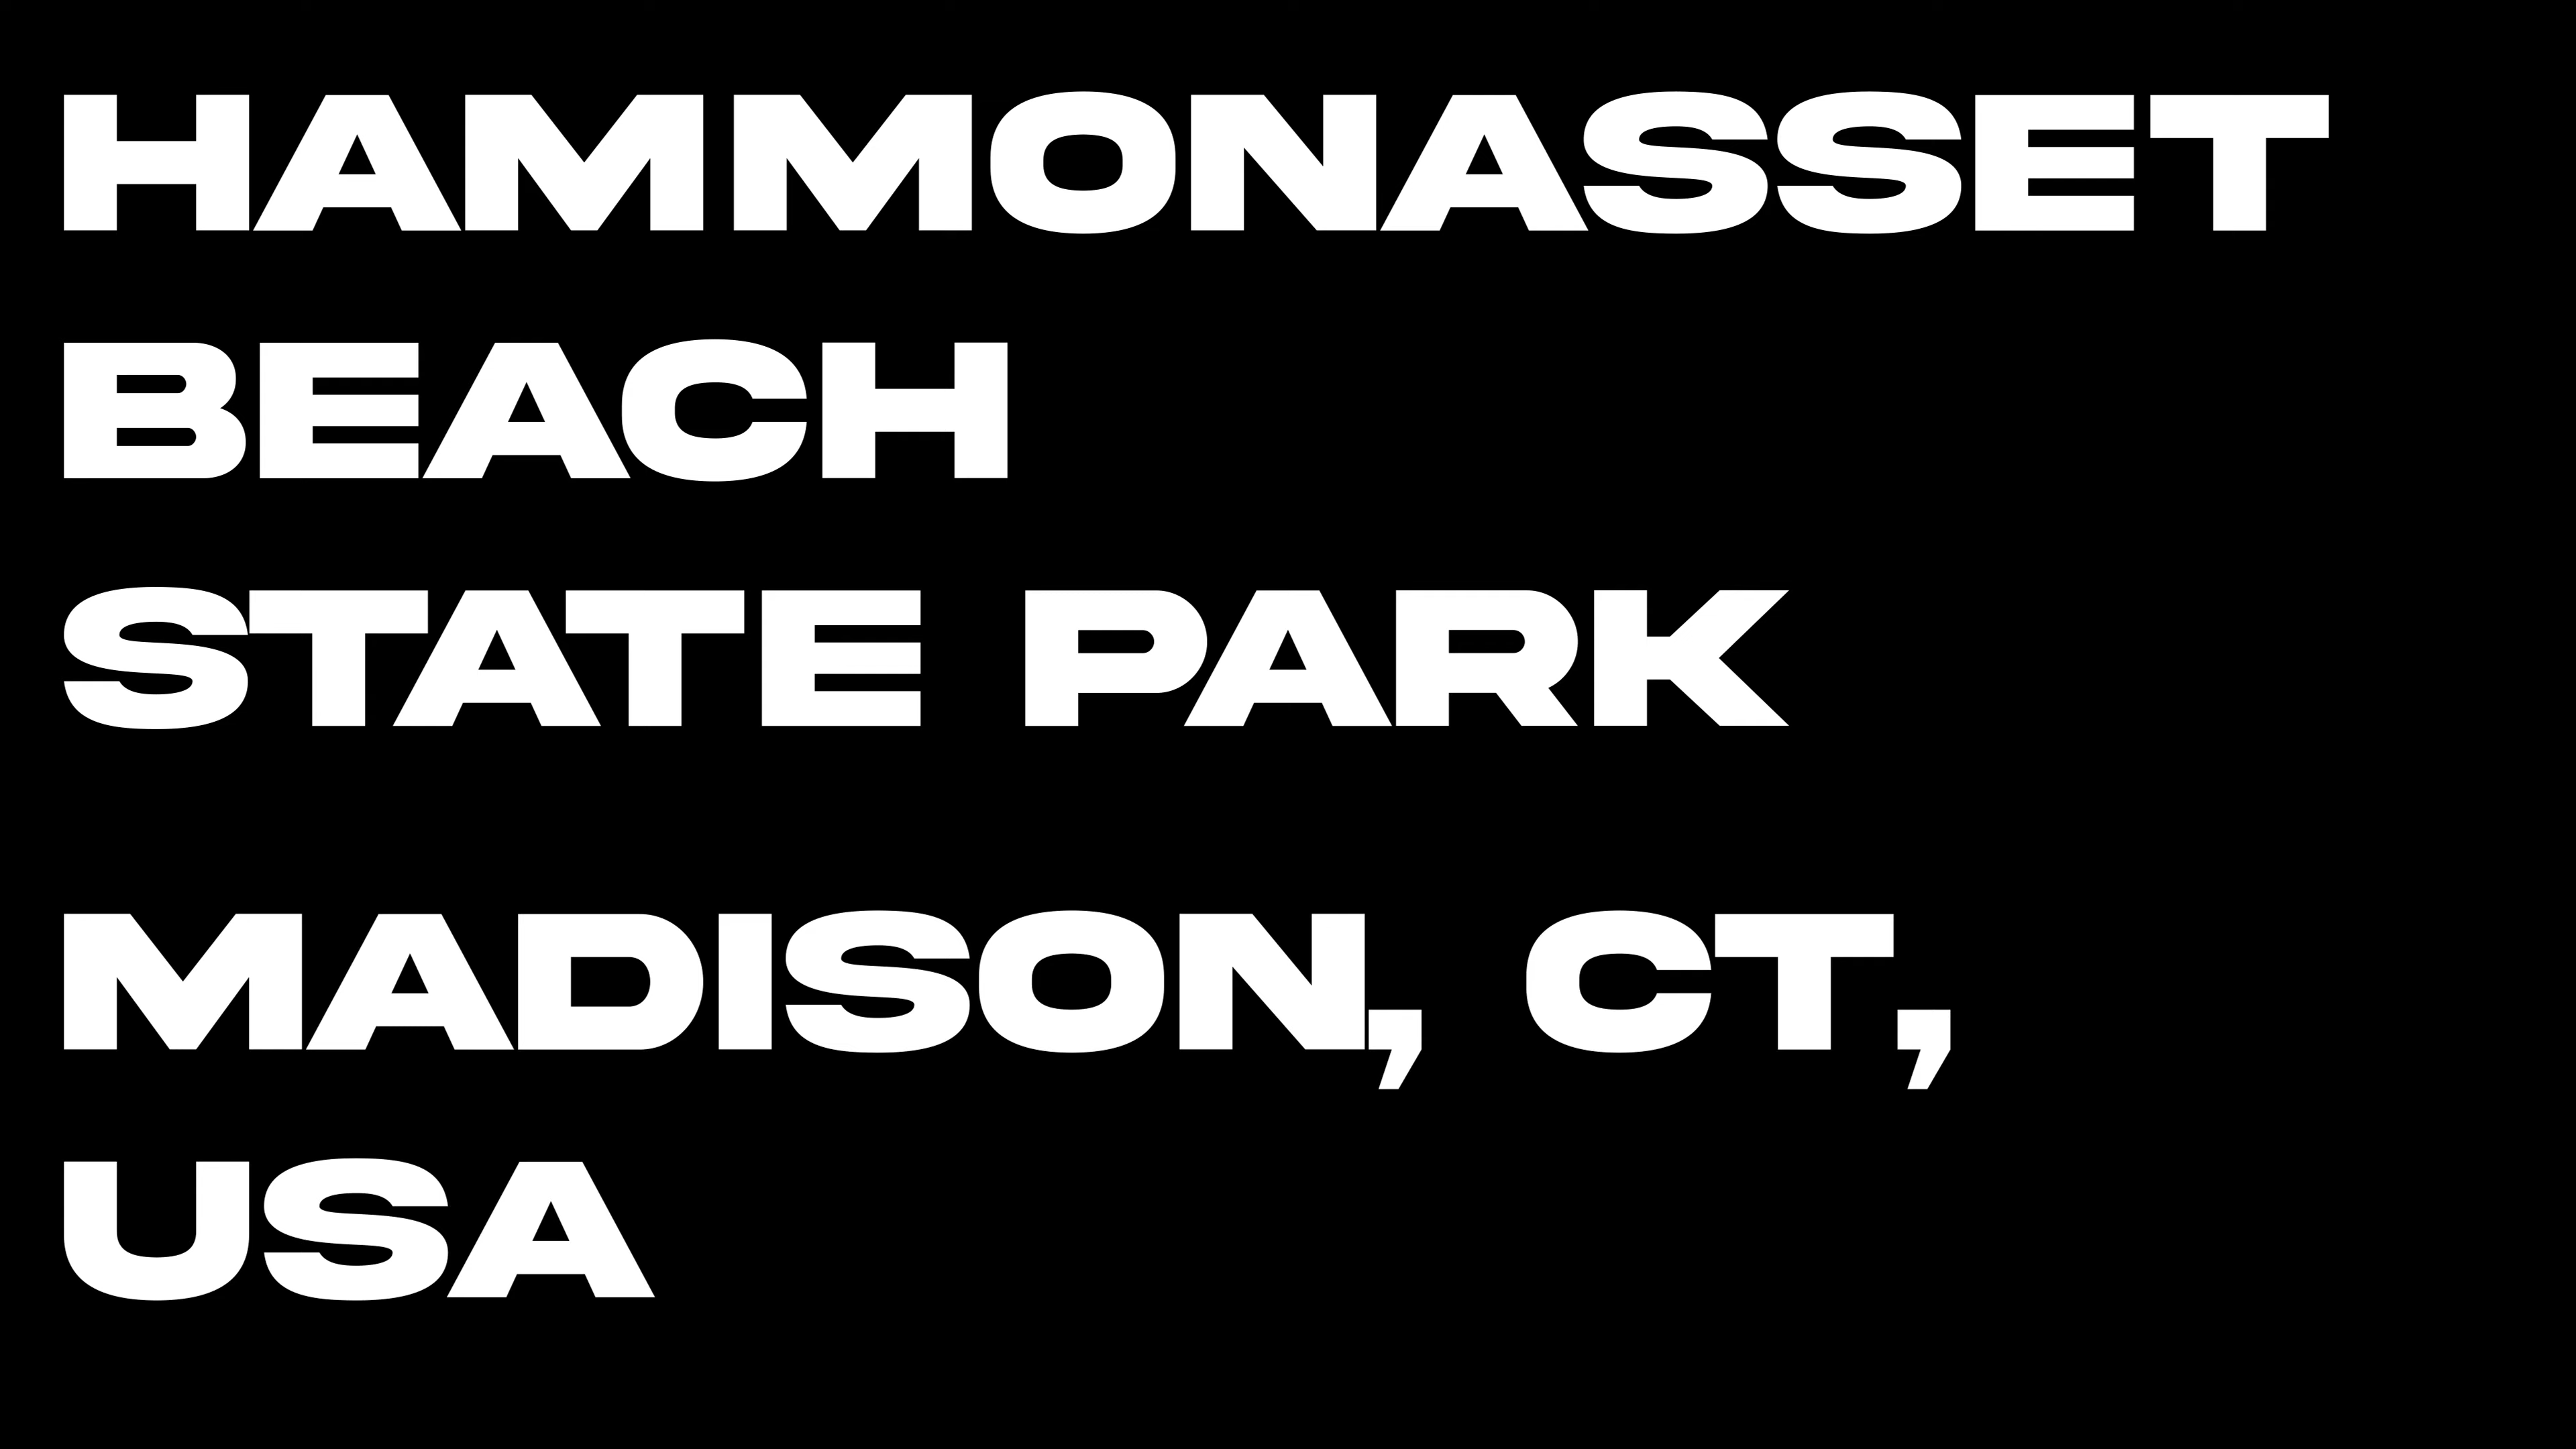 HAMMONASSET
BEACH
STATE PARK
MADISON, CT,
USA